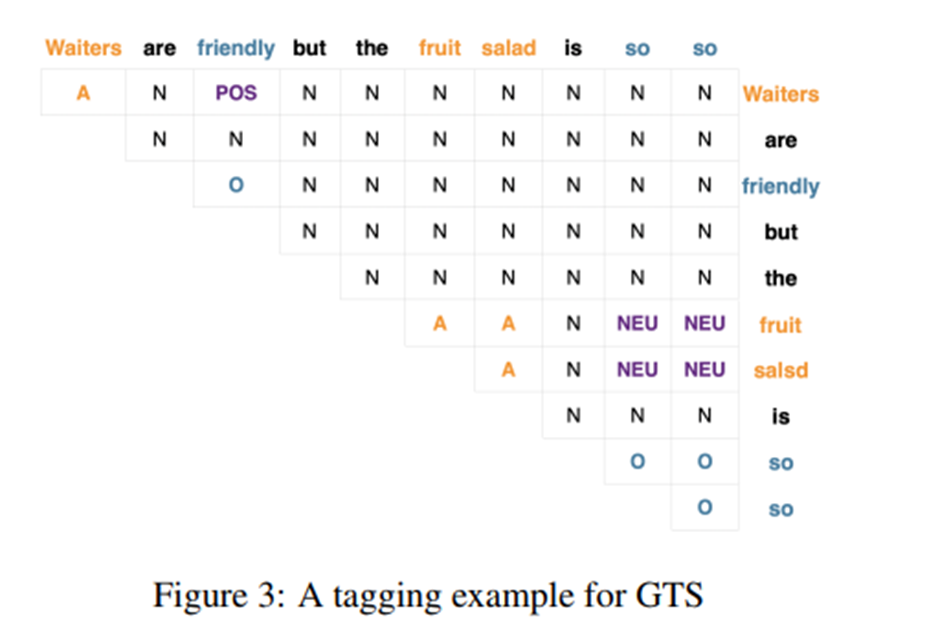 Waiters are friendly but the fruit salad is so so
A N POS N N N N N N N Waiters
N N N N N N N N N are
O N N N N N N N friendly
N N N N N N N but
N N N N N N the
A A N NEU NEU fruit
A N NEU NEU salsd
N N N is
O O so
O so
Figure 3: A tagging example for GTS